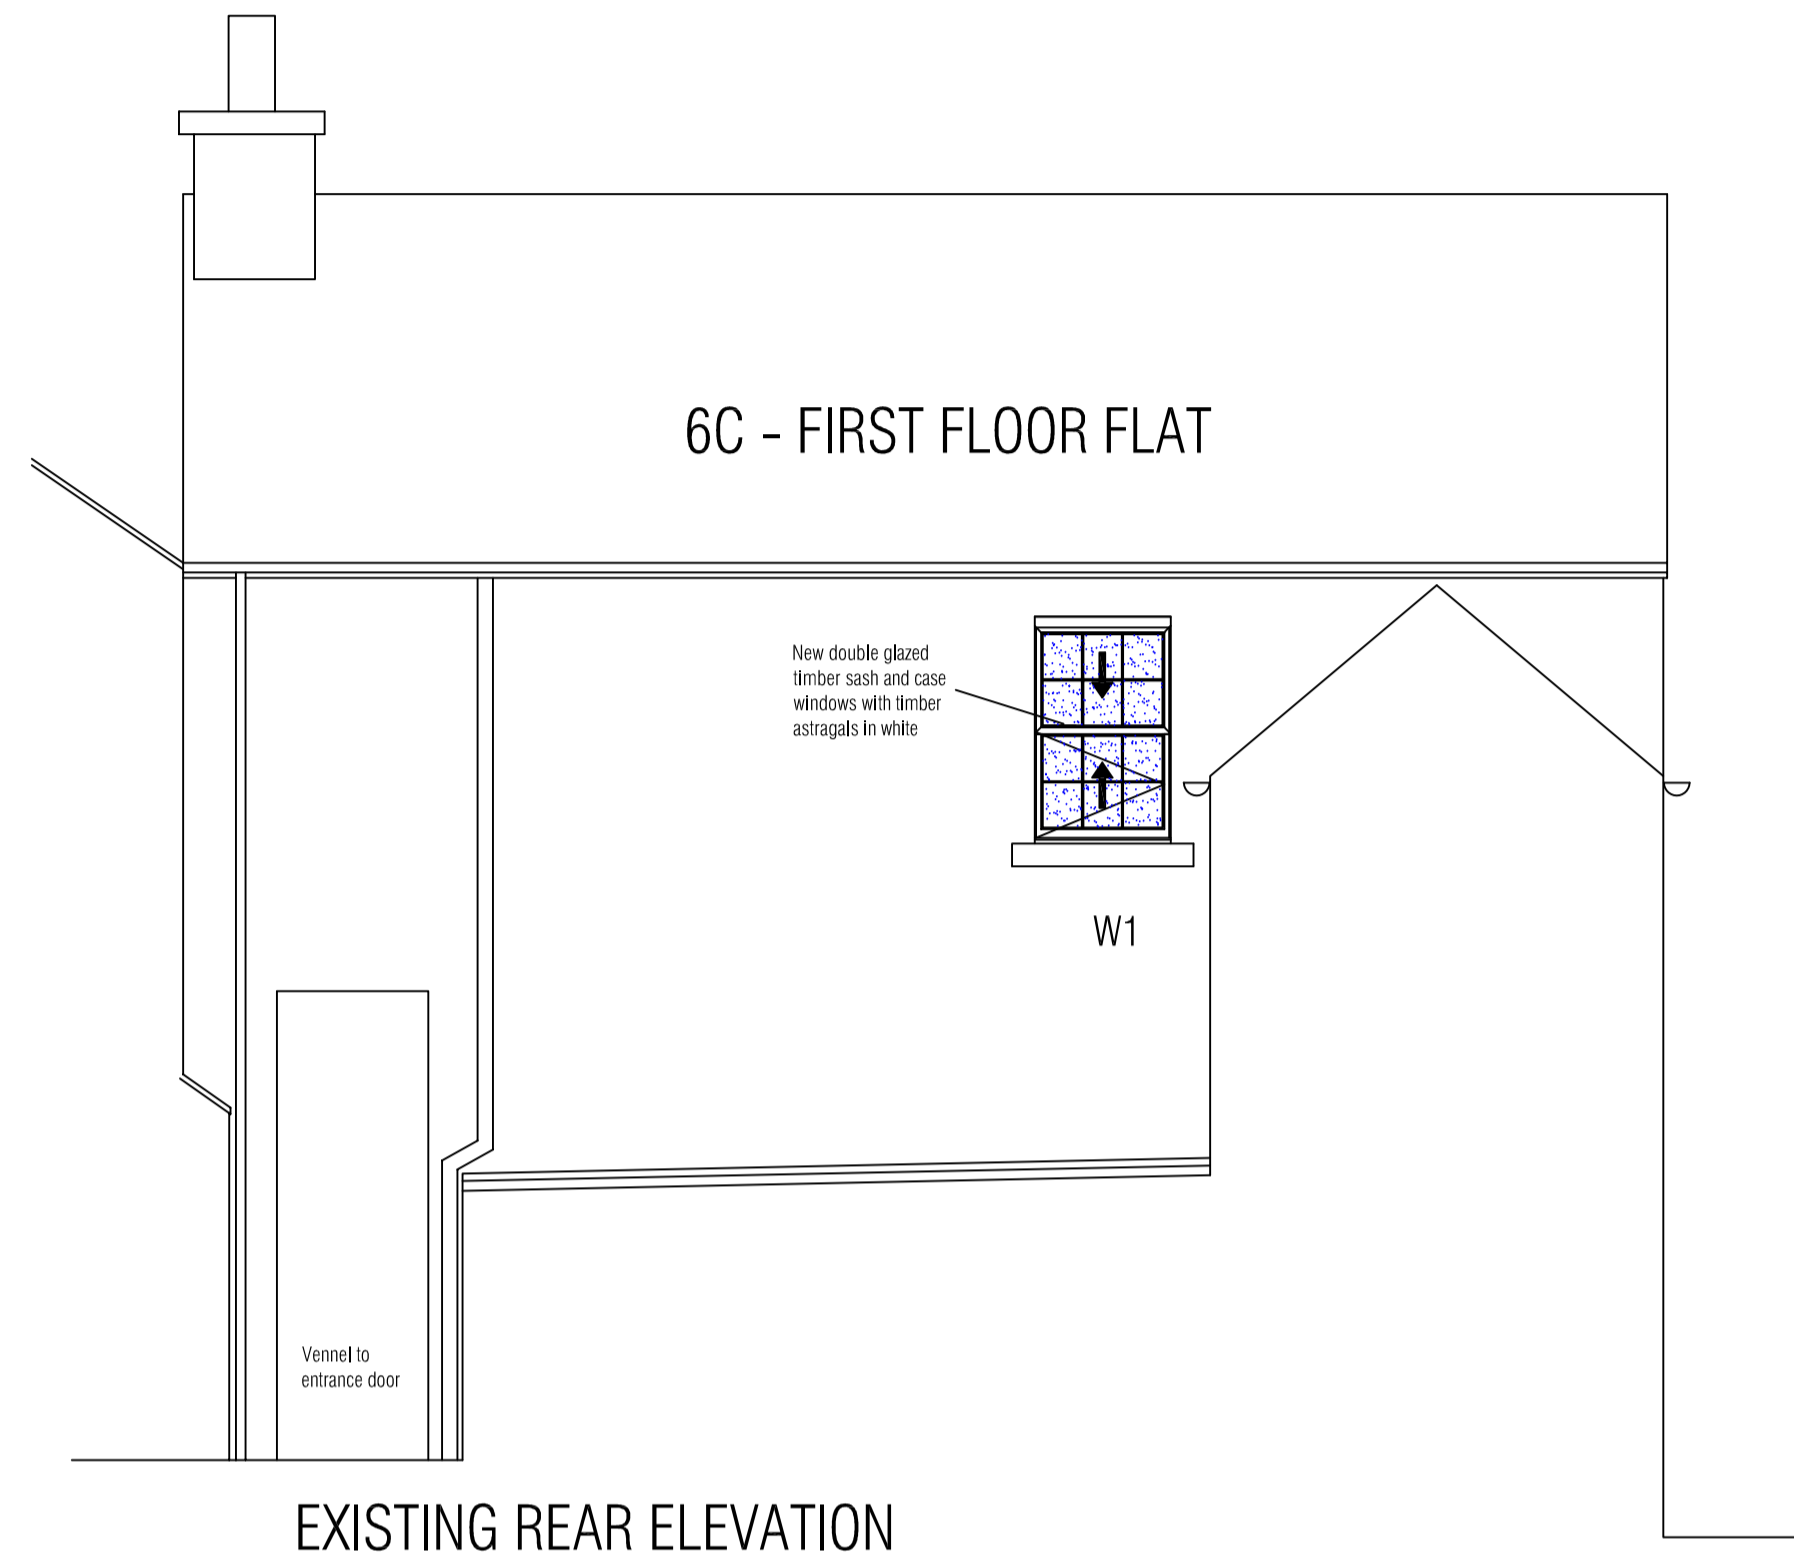 6C - FIRST FLOOR FLAT
New double glazed
timber sash and case
windows with timber
astragals in white
W1
Vennel to
entrance door
EXISTING REAR ELEVATION